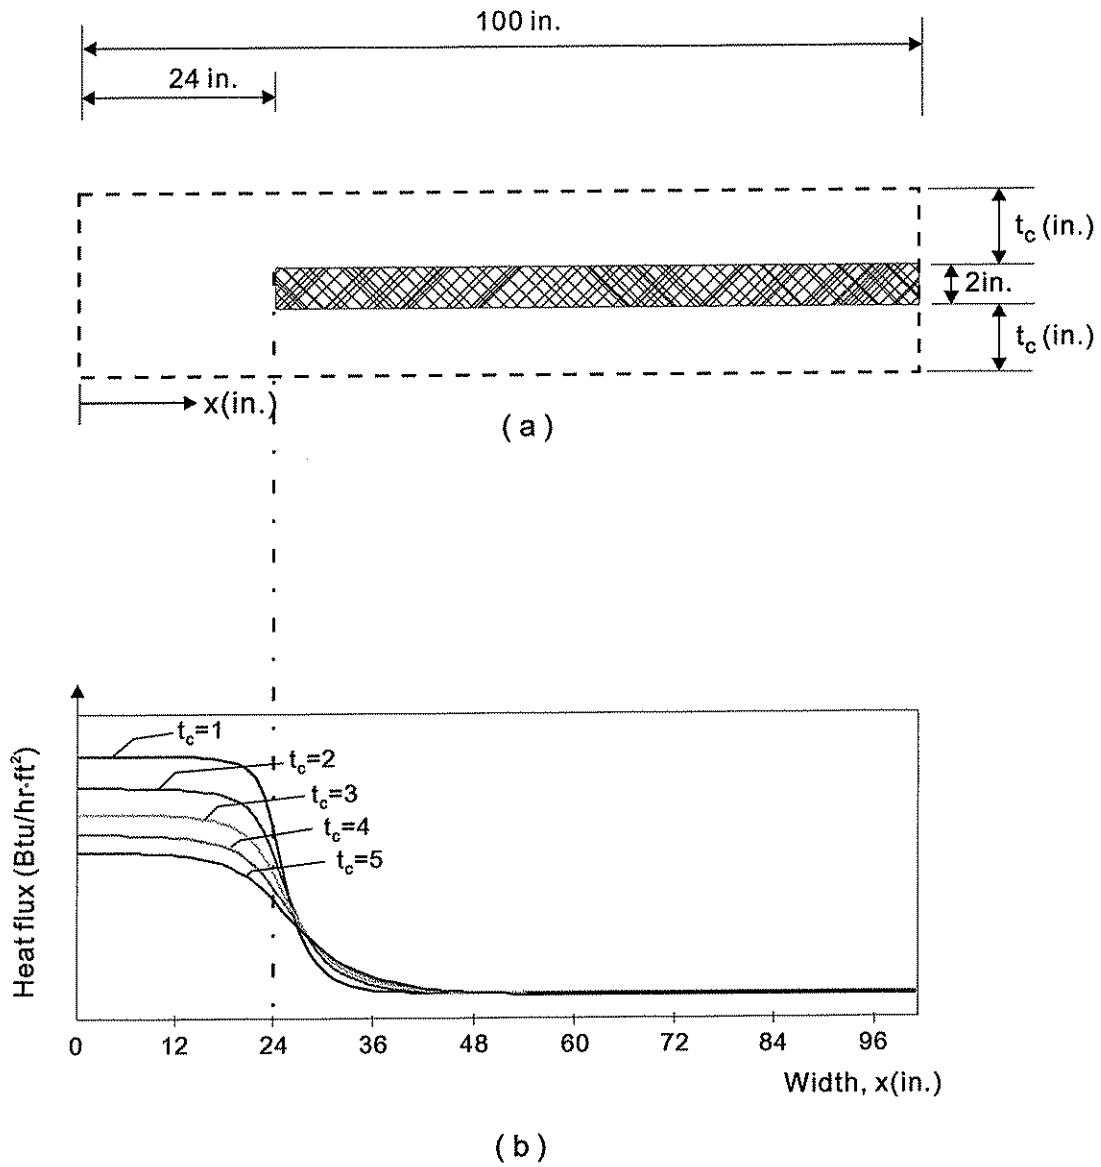 100 in.
24 in.
t_c (in.)
2in.
t_c (in.)
x(in.)
(a)
t_c=1
t_c=2
t_c=3
t_c=4
t_c=5
Heat flux (Btu/hr·ft²)
0 12 24 36 48 60 72 84 96
Width, x(in.)
(b)